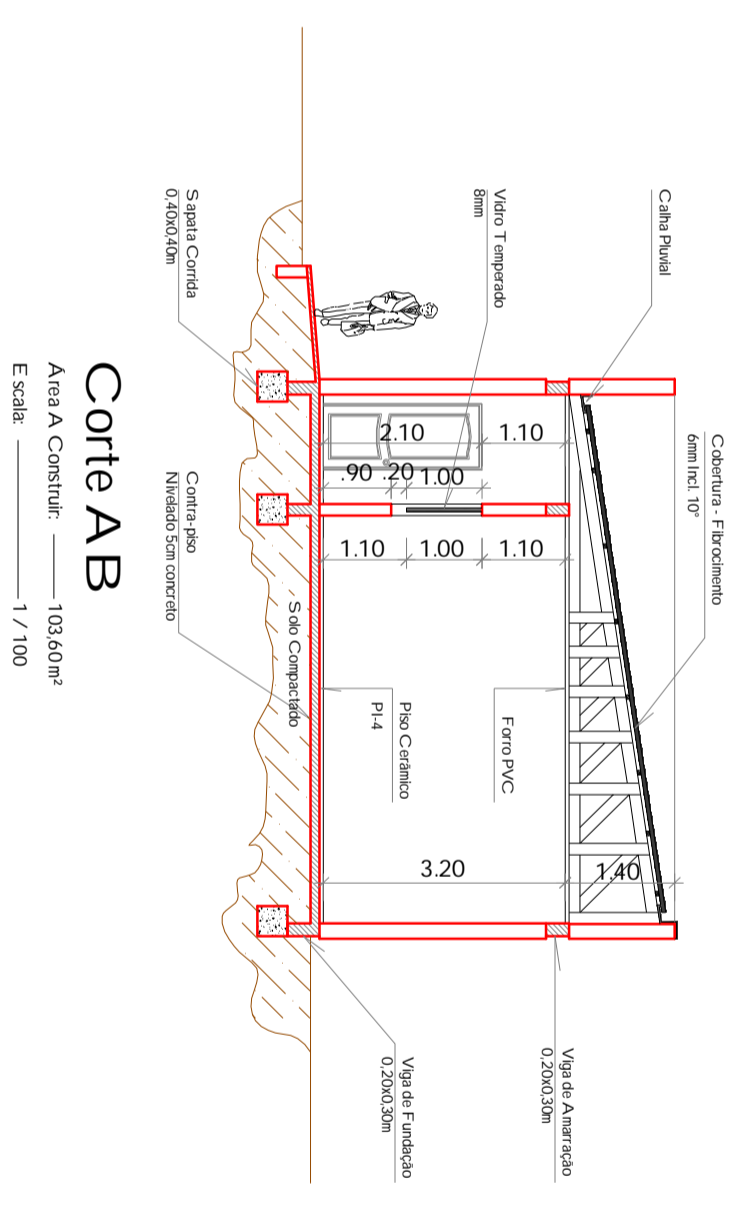 Calha Pluvial
Cobertura - Fibrocimento
6mm Incl. 10°
Vidro Temperado
8mm
1.40
2.10
1.10
.90
.20
1.00
1.10
1.00
1.10
3.20
Forro PVC
Piso Cerâmico
PI-4
Viga de Amarração
0,20x0,30m
Solo Compactado
Viga de Fundação
0,20x0,30m
Sapata Corrida
0,40x0,40m
Contra-piso
Nivelado 5cm concreto
Corte AB
Área A Construir: 103,60m²
Escala: 1 / 100